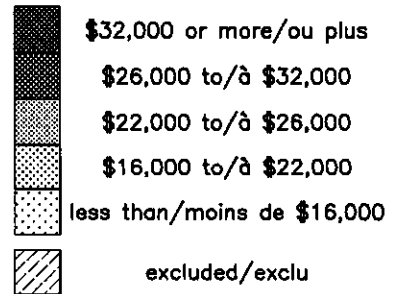 $32,000 or more/ou plus
$26,000 to/à $32,000
$22,000 to/à $26,000
$16,000 to/à $22,000
less than/moins de $16,000
excluded/exclu